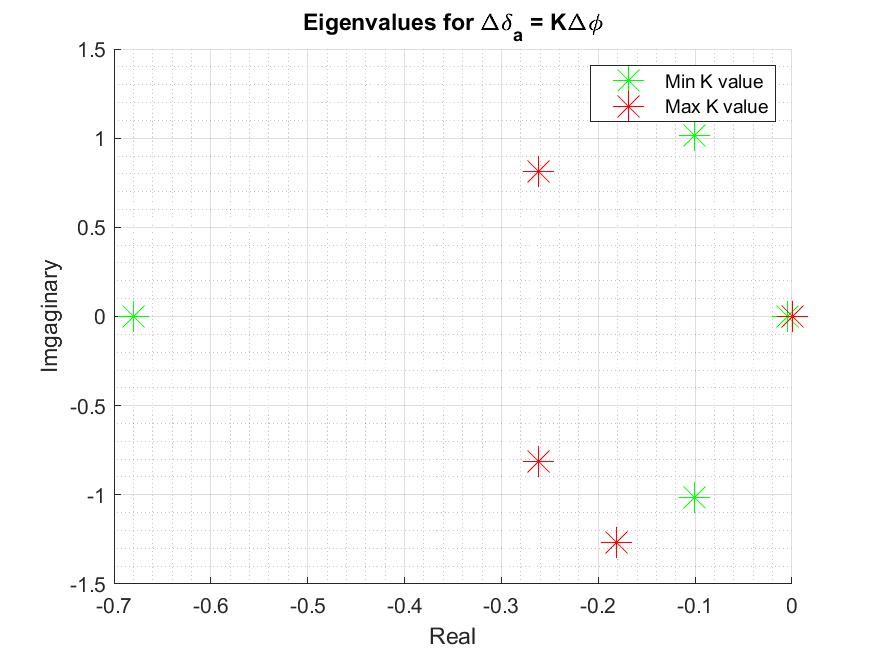 Eigenvalues for Δδa = KΔϕ
Min K value
Max K value
1.5
1
0.5
0
-0.5
-1
-1.5
Imgaginary
-0.7 -0.6 -0.5 -0.4 -0.3 -0.2 -0.1 0
Real